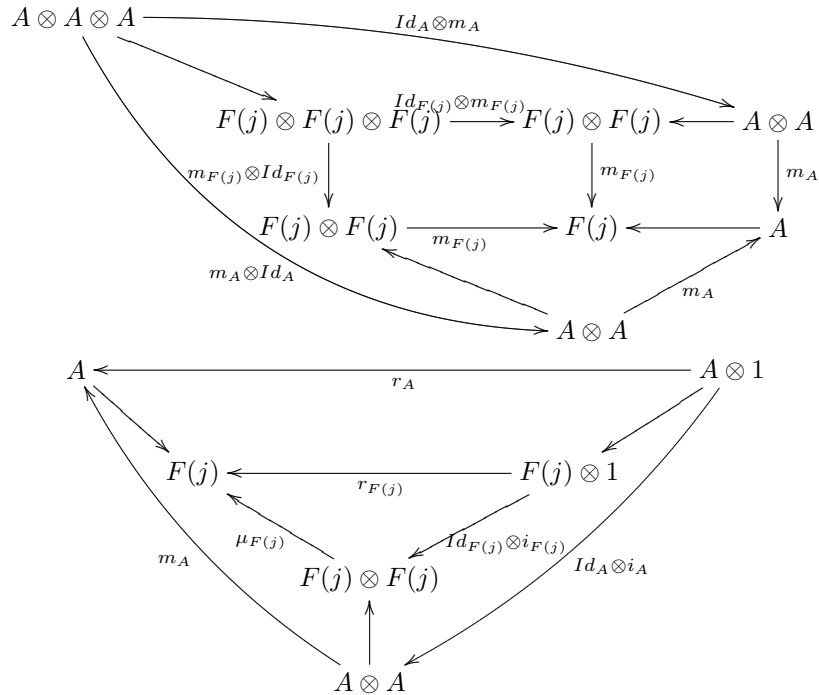 A ⊗ A ⊗ A
Id_A⊗m_A
Id_{F(j)}⊗m_{F(j)}
F(j) ⊗ F(j) ⊗ F(j) F(j) ⊗ F(j) A ⊗ A
m_{F(j)}⊗Id_{F(j)} m_{F(j)} m_A
F(j) ⊗ F(j) m_{F(j)} F(j) A
m_A⊗Id_A m_A
A ⊗ A
A r_A A ⊗ 1
F(j) r_{F(j)} F(j) ⊗ 1
m_A μ_{F(j)} Id_{F(j)}⊗i_{F(j)} Id_A⊗i_A
F(j) ⊗ F(j)
A ⊗ A